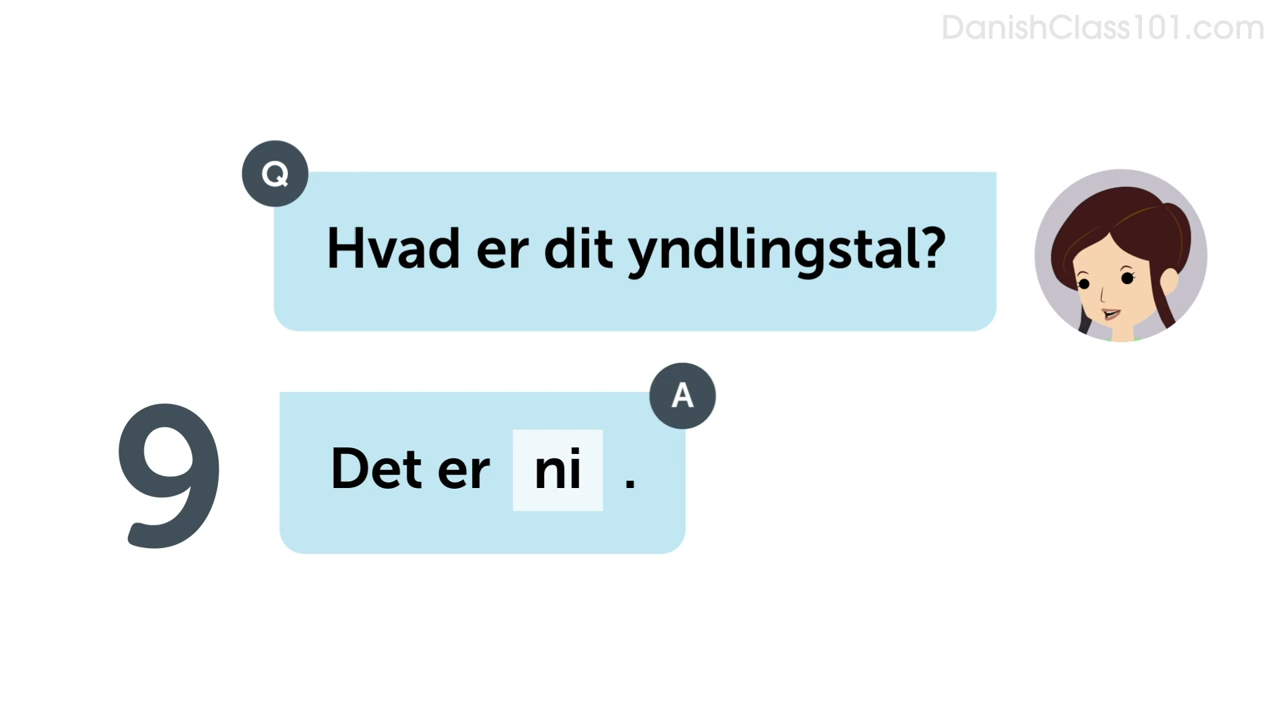 DanishClass101.com
Q
Hvad er dit yndlingstal?
A
9
Det er ni .